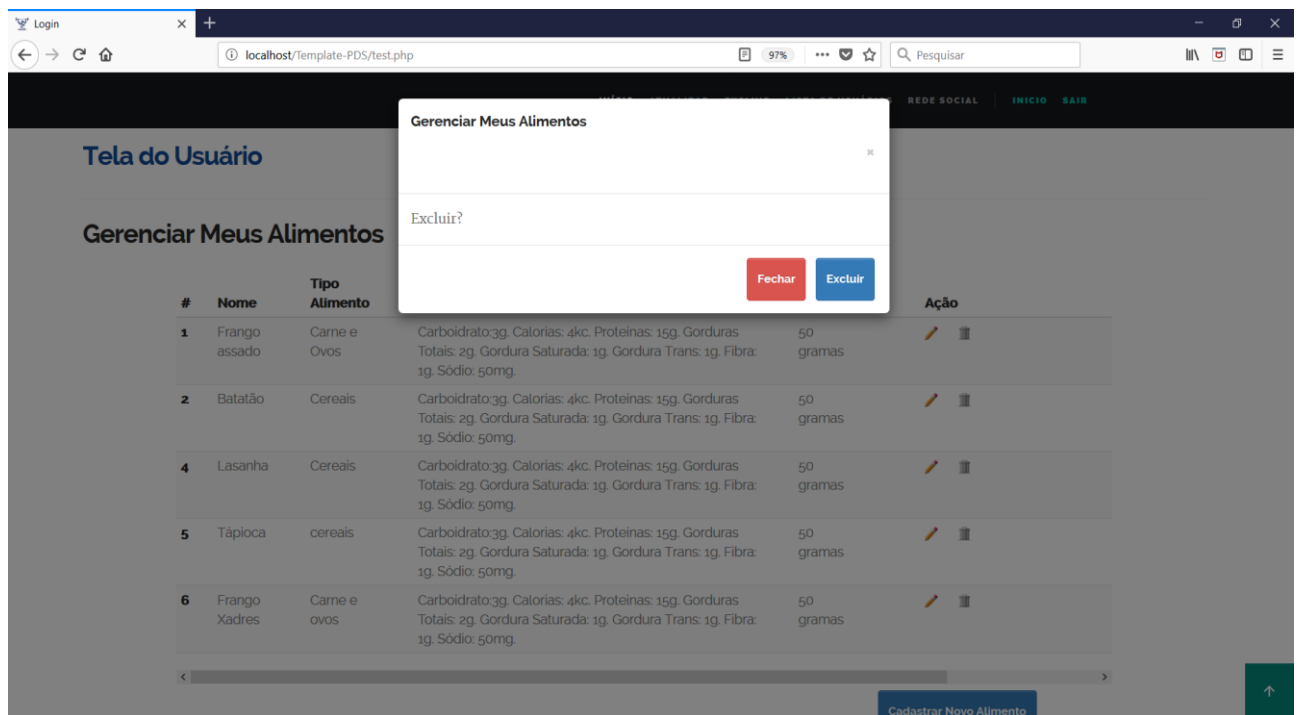 Login
localhost/Template-PDS/test.php
97%
Pesquisar
REDE SOCIAL
INICIO SAIR
Gerenciar Meus Alimentos
×
Tela do Usuário
Excluir?
Gerenciar Meus Alimentos
Fechar Excluir
# Nome Tipo Alimento Ação
1 Frango assado Carne e Ovos Carboidrato:3g. Calorias: 4kc. Proteinas: 15g. Gorduras
Totais: 2g. Gordura Saturada: 1g. Gordura Trans: 1g. Fibra:
1g. Sódio: 50mg.
50 gramas
2 Batatão Cereais Carboidrato:3g. Calorias: 4kc. Proteinas: 15g. Gorduras
Totais: 2g. Gordura Saturada: 1g. Gordura Trans: 1g. Fibra:
1g. Sódio: 50mg.
50 gramas
4 Lasanha Cereais Carboidrato:3g. Calorias: 4kc. Proteinas: 15g. Gorduras
Totais: 2g. Gordura Saturada: 1g. Gordura Trans: 1g. Fibra:
1g. Sódio: 50mg.
50 gramas
5 Tápioca cereais Carboidrato:3g. Calorias: 4kc. Proteinas: 15g. Gorduras
Totais: 2g. Gordura Saturada: 1g. Gordura Trans: 1g. Fibra:
1g. Sódio: 50mg.
50 gramas
6 Frango Xadres Carne e ovos Carboidrato:3g. Calorias: 4kc. Proteinas: 15g. Gorduras
Totais: 2g. Gordura Saturada: 1g. Gordura Trans: 1g. Fibra:
1g. Sódio: 50mg.
50 gramas
Cadastrar Novo Alimento